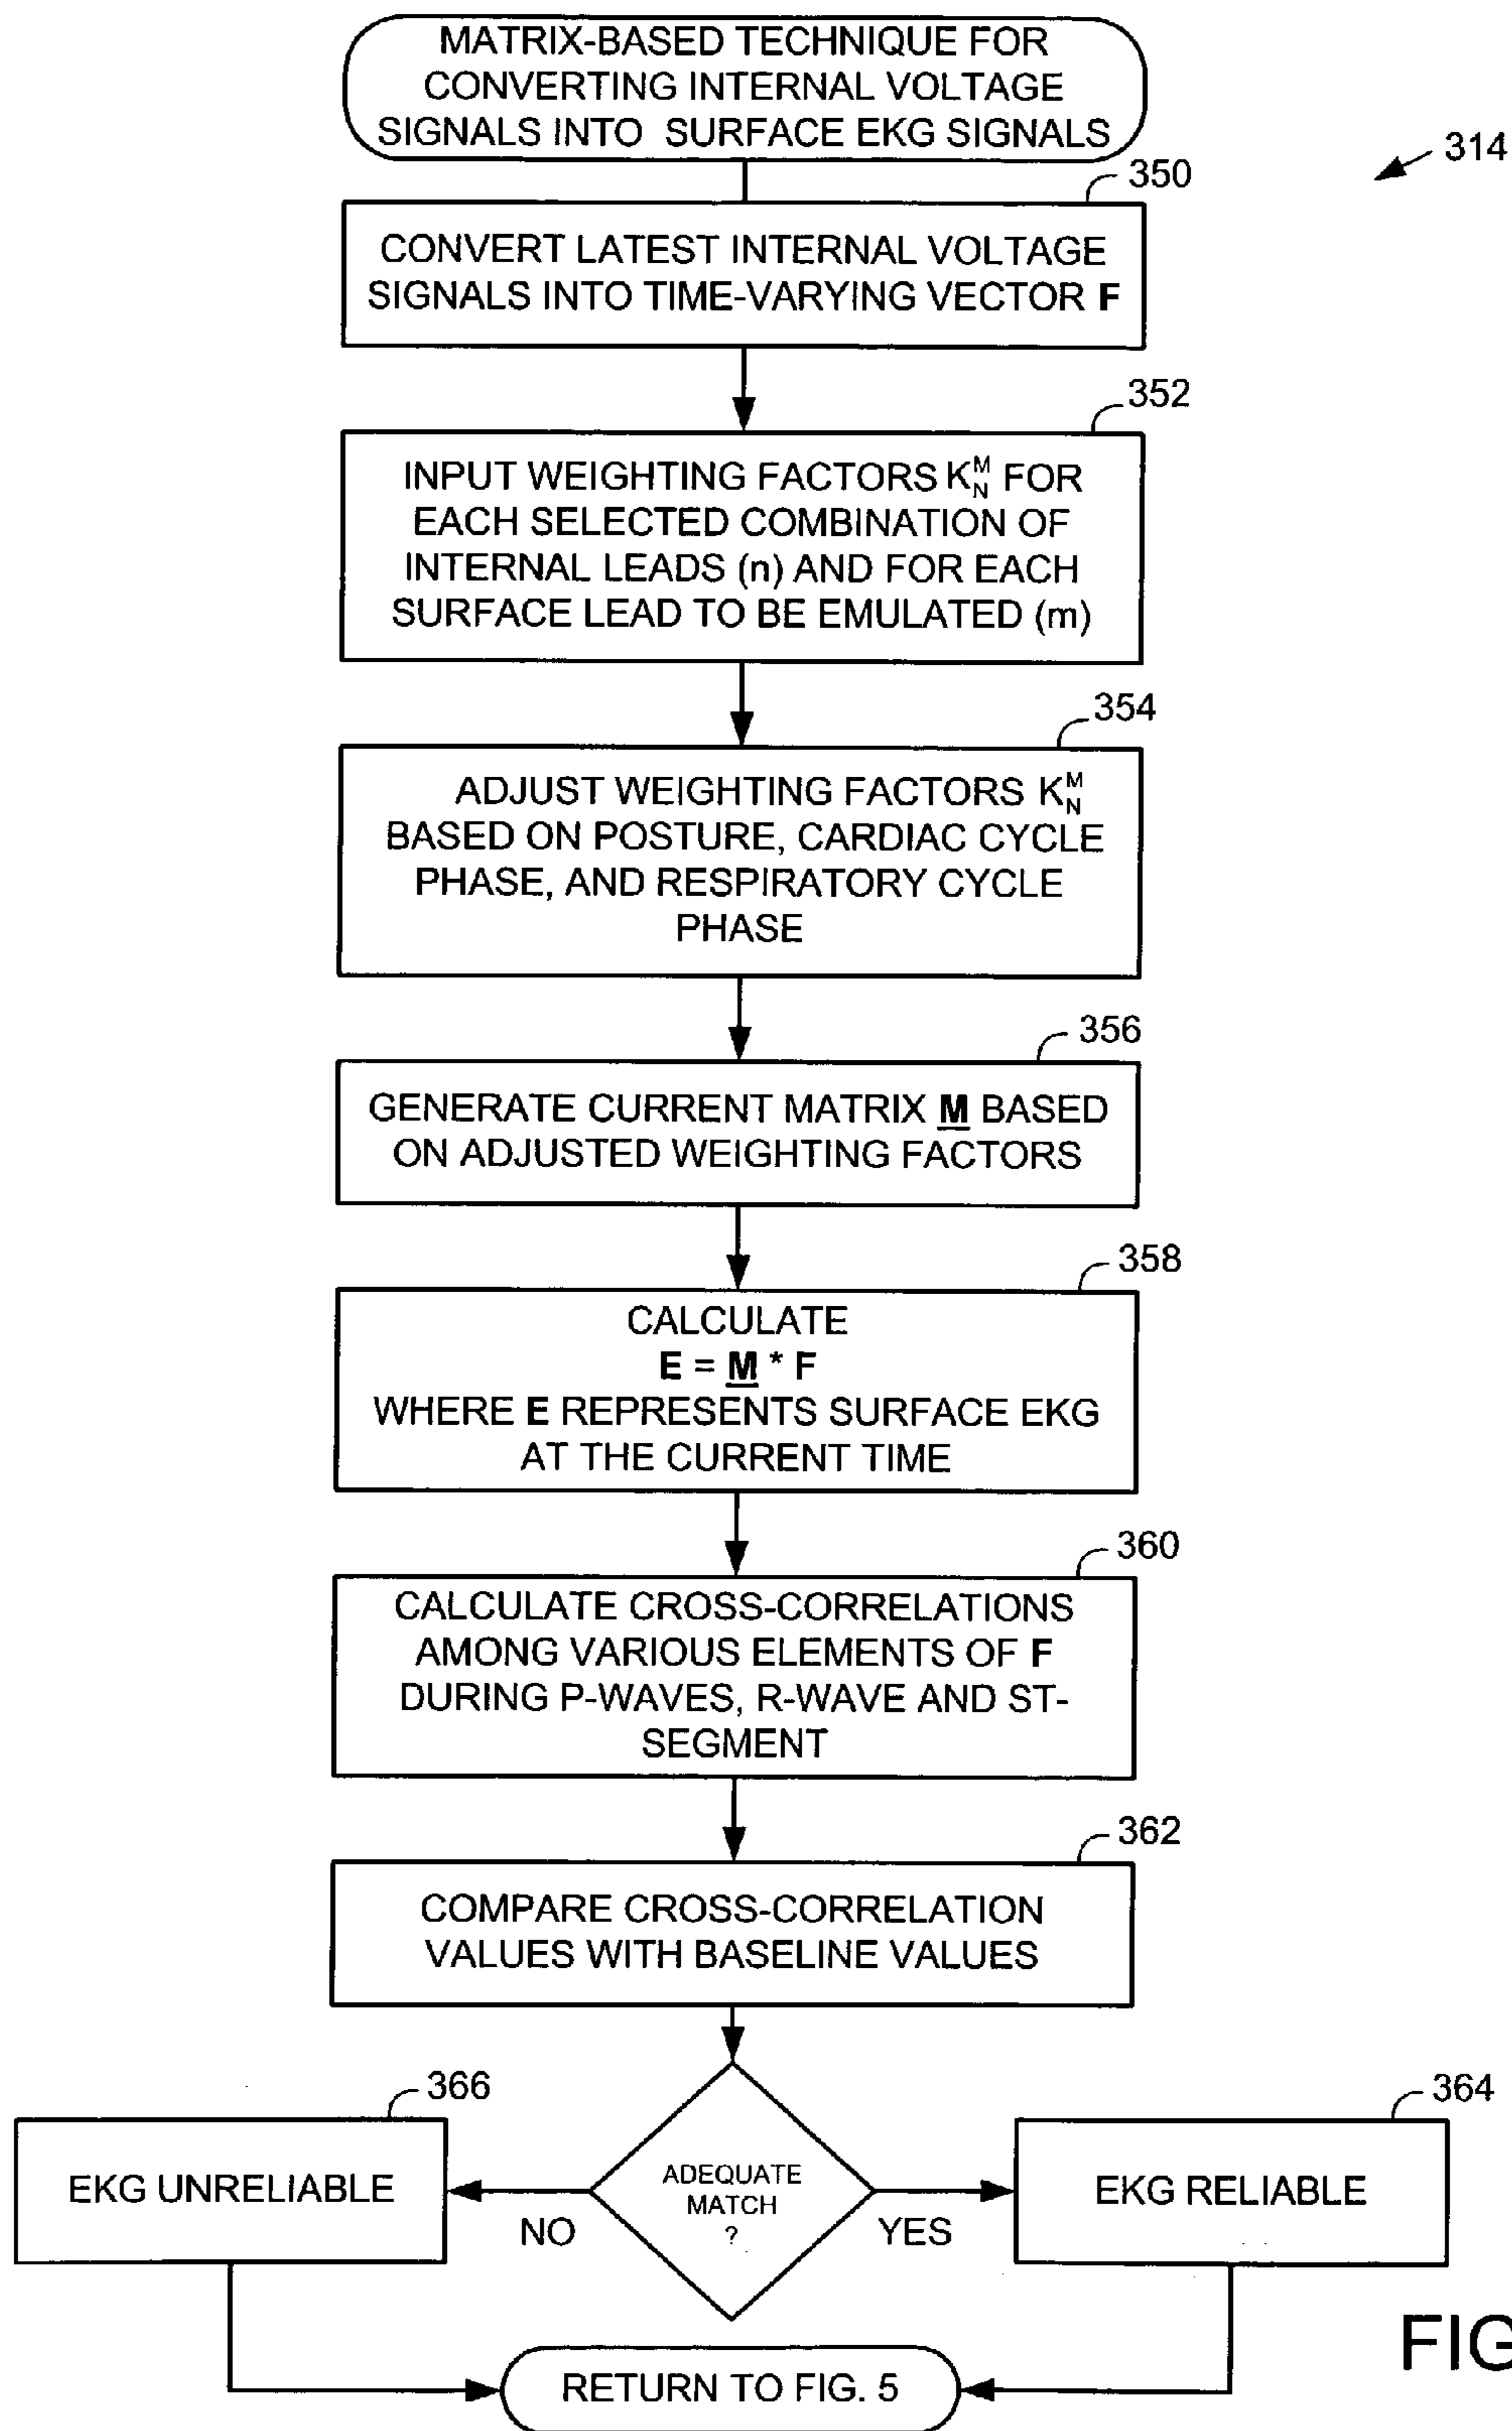 MATRIX-BASED TECHNIQUE FOR
CONVERTING INTERNAL VOLTAGE
SIGNALS INTO SURFACE EKG SIGNALS
314
350
CONVERT LATEST INTERNAL VOLTAGE
SIGNALS INTO TIME-VARYING VECTOR F
352
INPUT WEIGHTING FACTORS K_N^M FOR
EACH SELECTED COMBINATION OF
INTERNAL LEADS (n) AND FOR EACH
SURFACE LEAD TO BE EMULATED (m)
354
ADJUST WEIGHTING FACTORS K_N^M
BASED ON POSTURE, CARDIAC CYCLE
PHASE, AND RESPIRATORY CYCLE
PHASE
356
GENERATE CURRENT MATRIX M BASED
ON ADJUSTED WEIGHTING FACTORS
358
CALCULATE
E = M * F
WHERE E REPRESENTS SURFACE EKG
AT THE CURRENT TIME
360
CALCULATE CROSS-CORRELATIONS
AMONG VARIOUS ELEMENTS OF F
DURING P-WAVES, R-WAVE AND ST-
SEGMENT
362
COMPARE CROSS-CORRELATION
VALUES WITH BASELINE VALUES
366
364
EKG UNRELIABLE
ADEQUATE
MATCH
?
EKG RELIABLE
NO
YES
RETURN TO FIG. 5